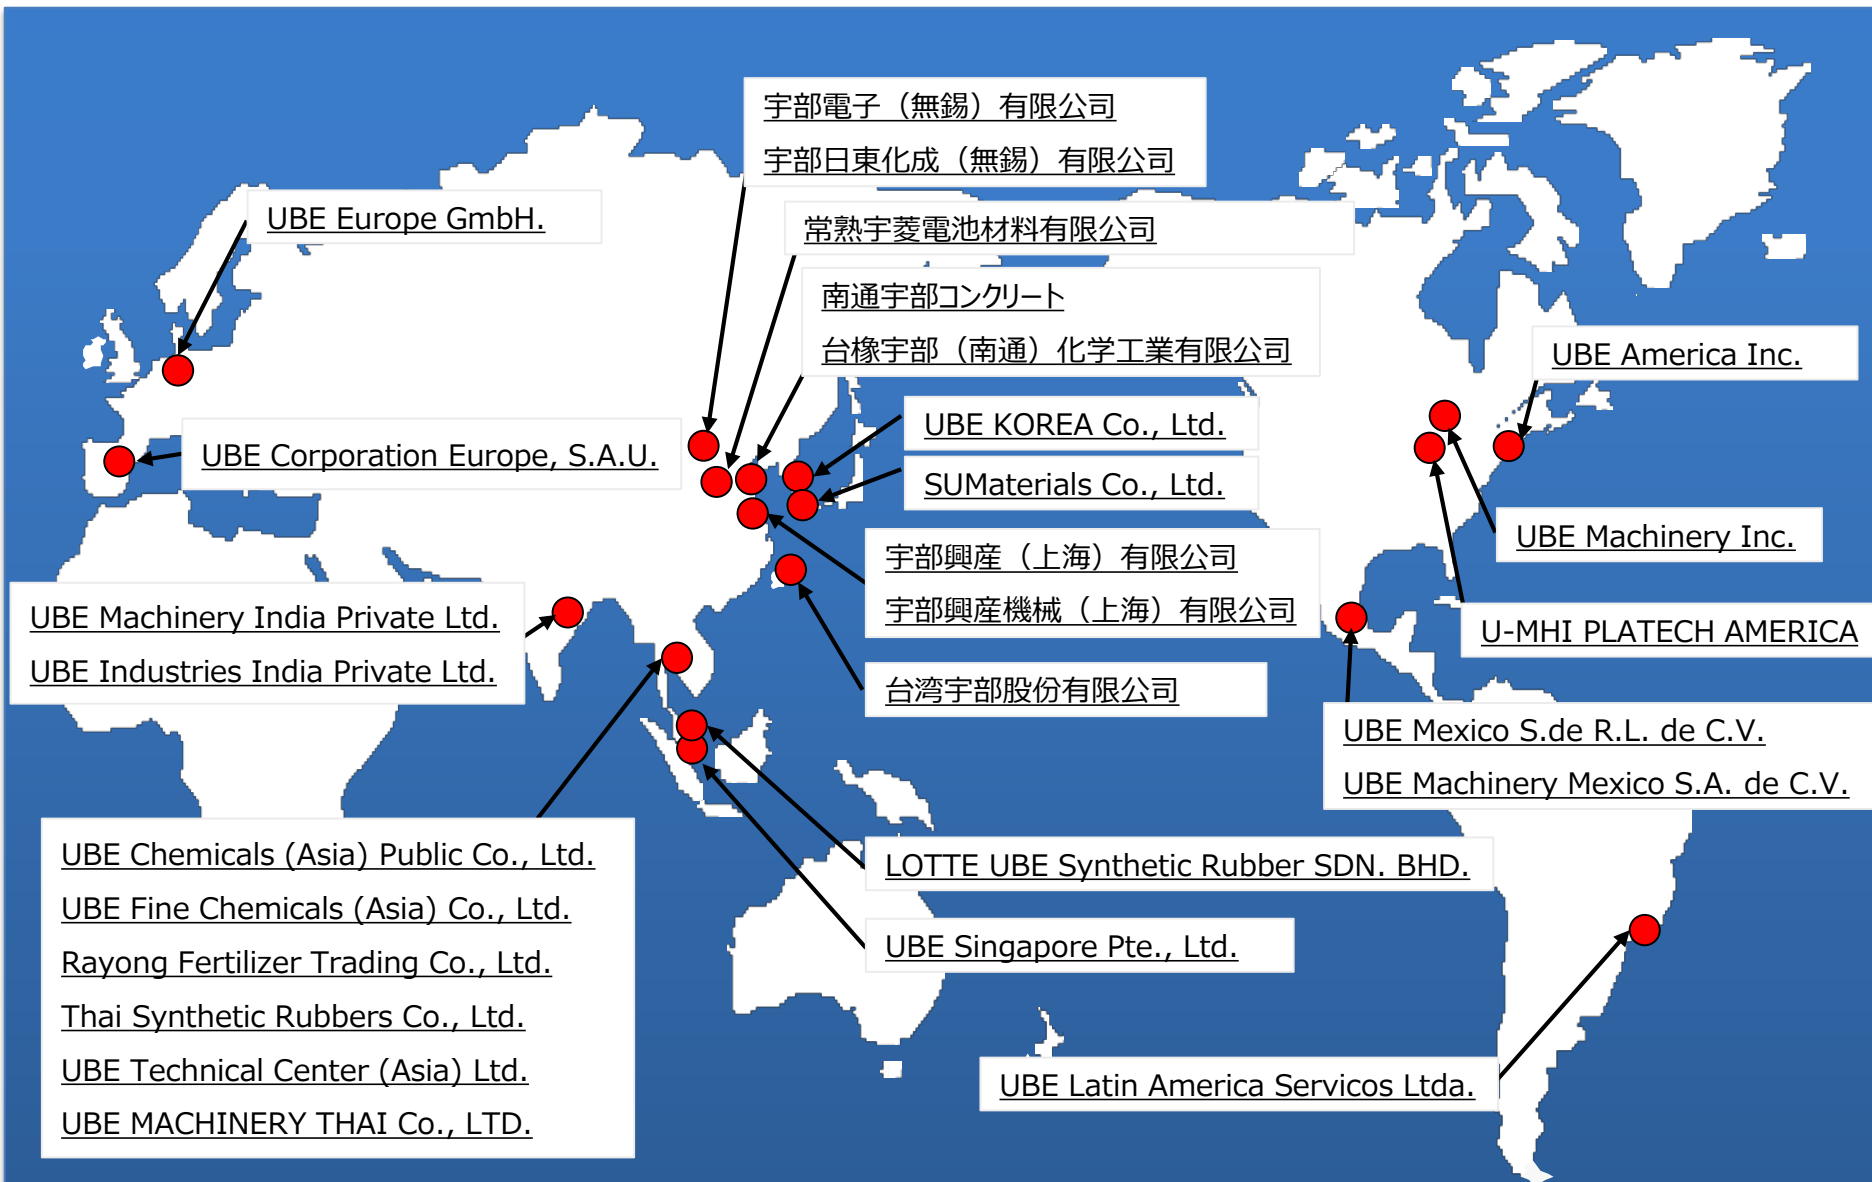 宇部電子（無錫）有限公司
宇部日東化成（無錫）有限公司
UBE Europe GmbH.
常熟宇菱電池材料有限公司
南通宇部コンクリート
台橡宇部（南通）化学工業有限公司
UBE America Inc.
UBE KOREA Co., Ltd.
UBE Corporation Europe, S.A.U.
SUMaterials Co., Ltd.
UBE Machinery Inc.
宇部興産（上海）有限公司
宇部興産機械（上海）有限公司
UBE Machinery India Private Ltd.
UBE Industries India Private Ltd.
U-MHI PLATECH AMERICA
台湾宇部股份有限公司
UBE Mexico S.de R.L. de C.V.
UBE Machinery Mexico S.A. de C.V.
UBE Chemicals (Asia) Public Co., Ltd.
UBE Fine Chemicals (Asia) Co., Ltd.
Rayong Fertilizer Trading Co., Ltd.
Thai Synthetic Rubbers Co., Ltd.
UBE Technical Center (Asia) Ltd.
UBE MACHINERY THAI Co., LTD.
LOTTE UBE Synthetic Rubber SDN. BHD.
UBE Singapore Pte., Ltd.
UBE Latin America Servicos Ltda.